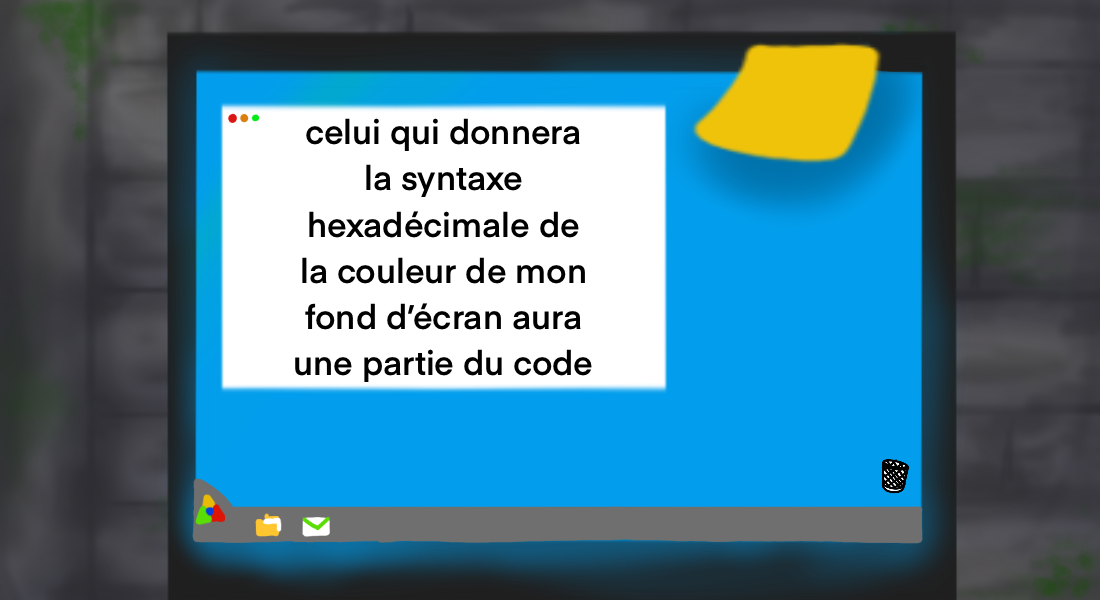 celui qui donnera
la syntaxe
hexadécimale de
la couleur de mon
fond d’écran aura
une partie du code